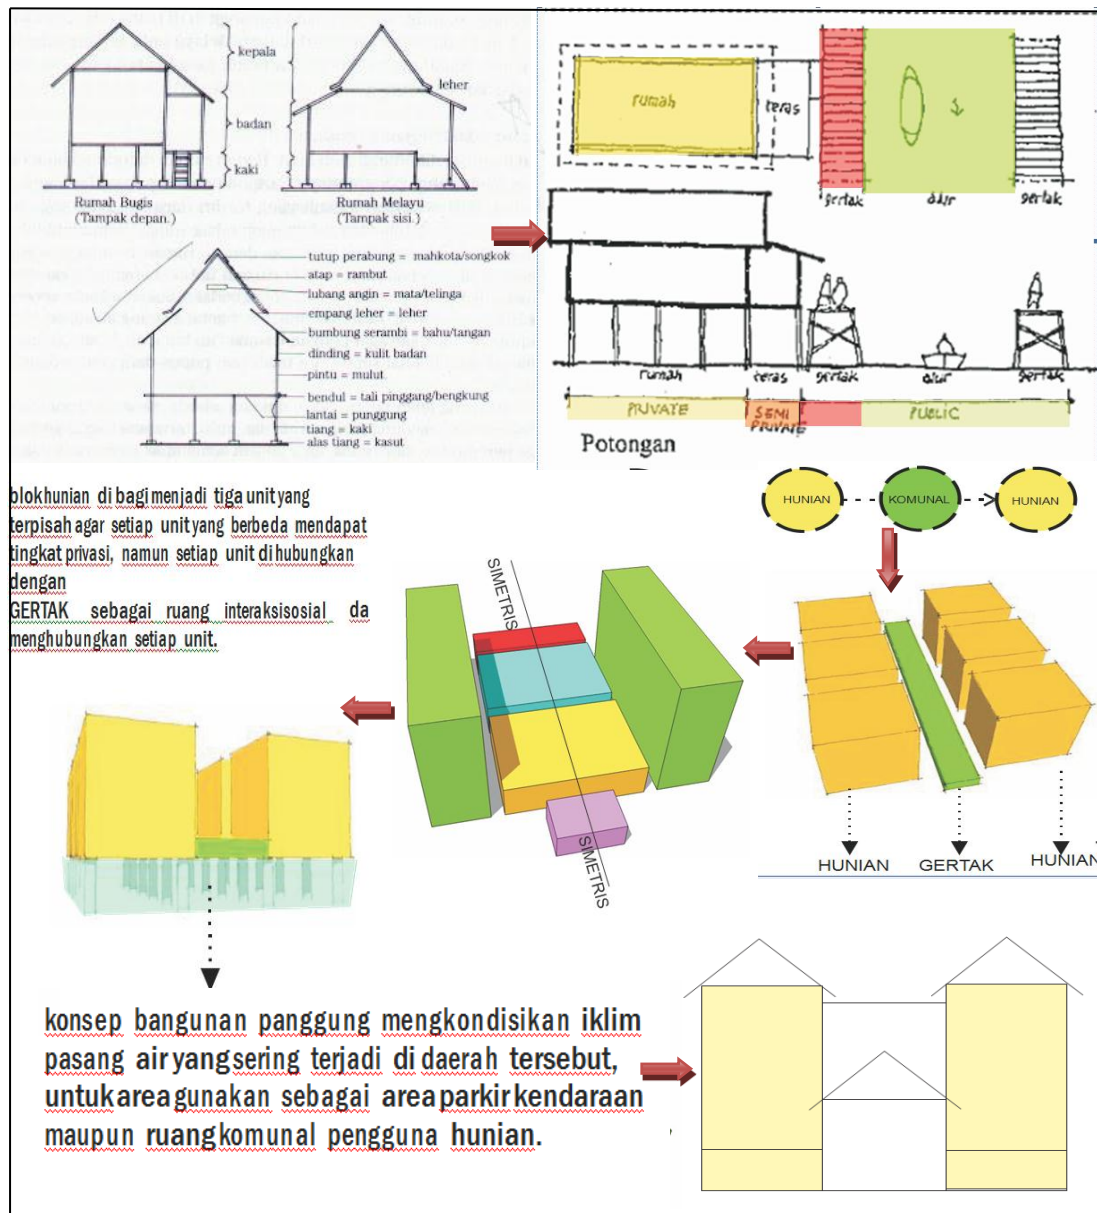 kepala
leher
badan
kaki
Rumah Bugis
(Tampak depan.)
Rumah Melayu
(Tampak sisi.)
tutup perabung = mahkota/songkok
atap = rambut
lubang angin = mata/telinga
empang leher = leher
bumbung serambi = bahu/tangan
dinding = kulit badan
pintu = mulut.
bendul = tali pinggang/bengkung
lantai = punggung
tiang = kaki
alas tiang = kasut
rumah
teras
gertak
alur
gertak
rumah
teras
gertak
alur
gertak
PRIVATE
SEMI
PRIVATE
PUBLIC
Potongan
blokhunian di bagi menjadi tiga unit yang
terpisah agar setiap unit yang berbeda mendapat
tingkat privasi, namun setiap unit di hubungkan
dengan
GERTAK sebagai ruang interaksisosial da
menghubungkan setiap unit.
HUNIAN
KOMUNAL
HUNIAN
SIMETRIS
SIMETRIS
HUNIAN
GERTAK
HUNIAN
konsep bangunan panggung mengkondisikan iklim
pasang air yang sering terjadi di daerah tersebut,
untuk area gunakan sebagai area parkir kendaraan
maupun ruang komunal pengguna hunian.